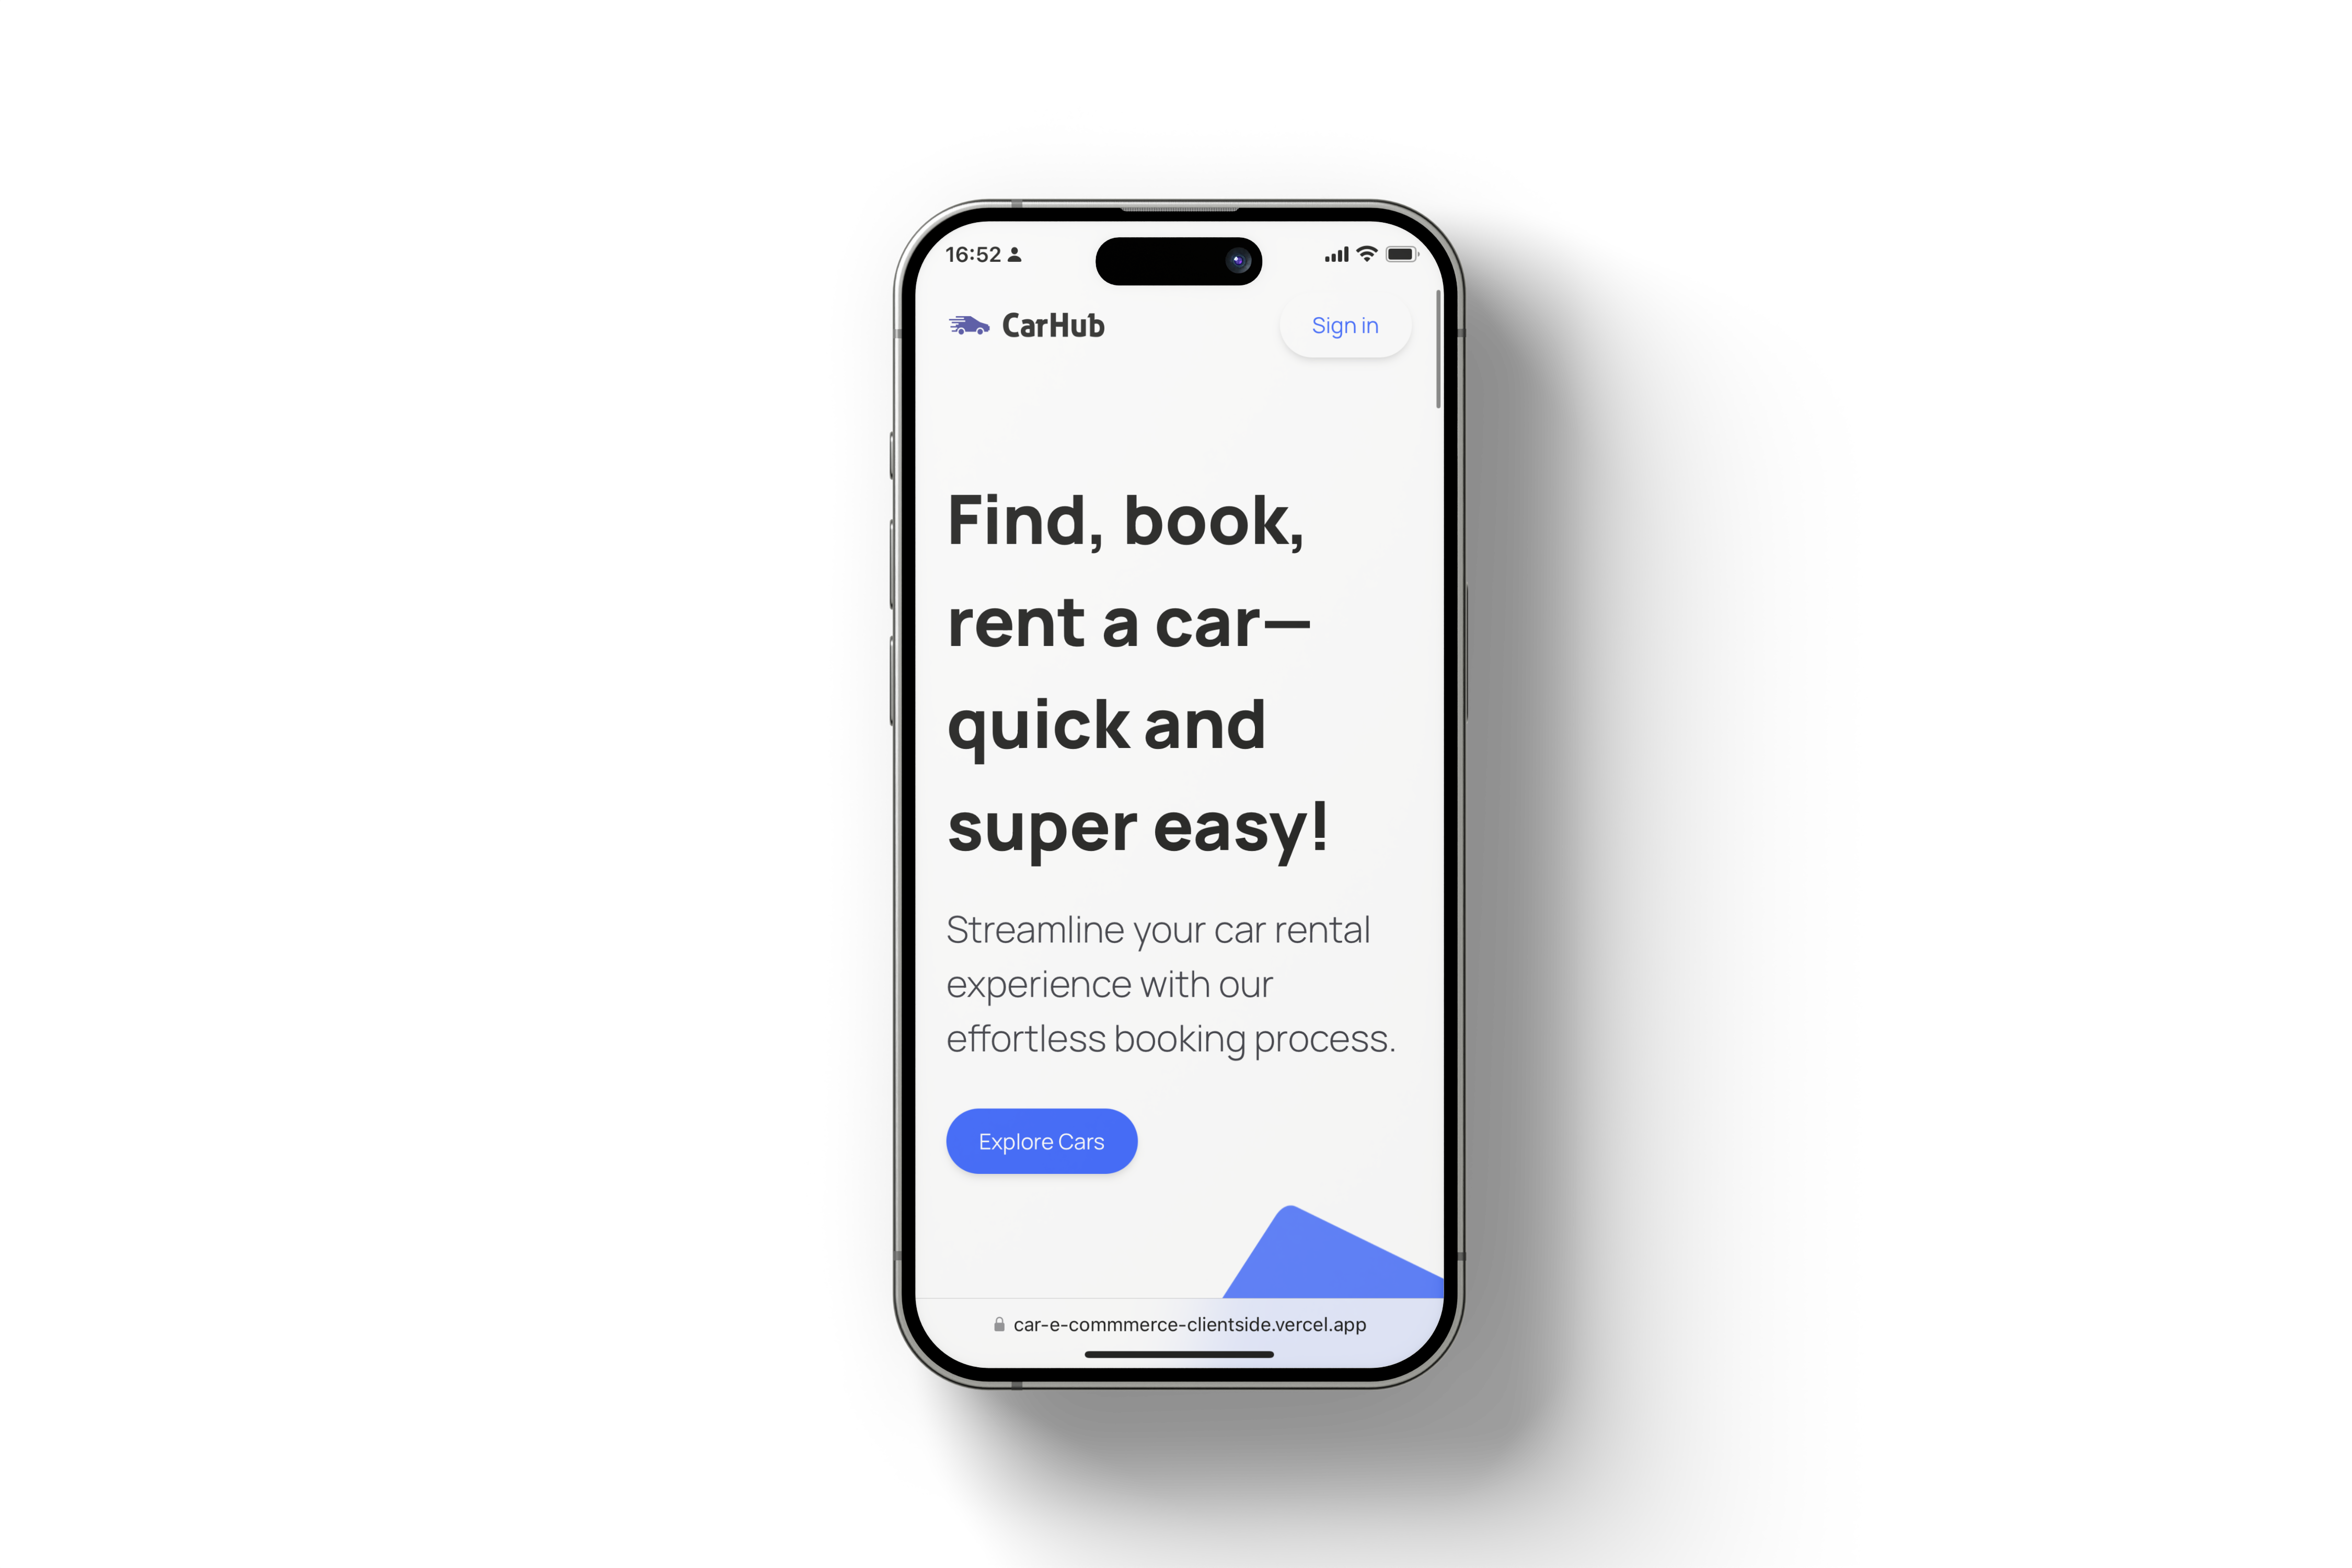 16:52
CarHub
Sign in
Find, book,
rent a car—
quick and
super easy!
Streamline your car rental
experience with our
effortless booking process.
Explore Cars
car-e-commmerce-clientside.vercel.app